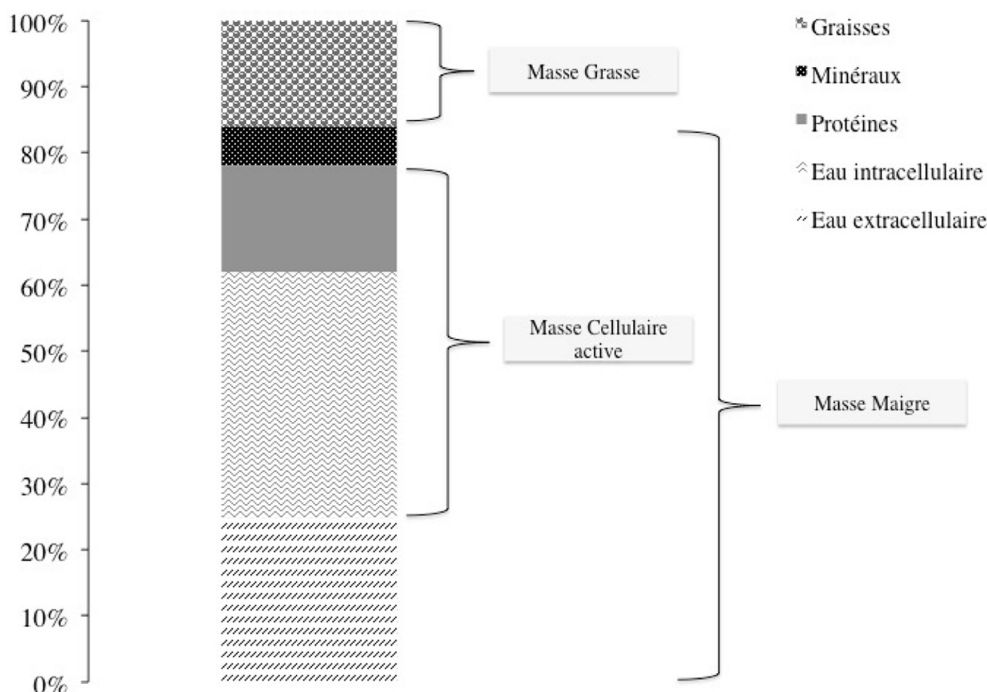 100%
90%
80%
70%
60%
50%
40%
30%
20%
10%
0%
Masse Grasse
Masse Cellulaire
active
Masse Maigre
Graisses
Minéraux
Protéines
Eau intracellulaire
Eau extracellulaire